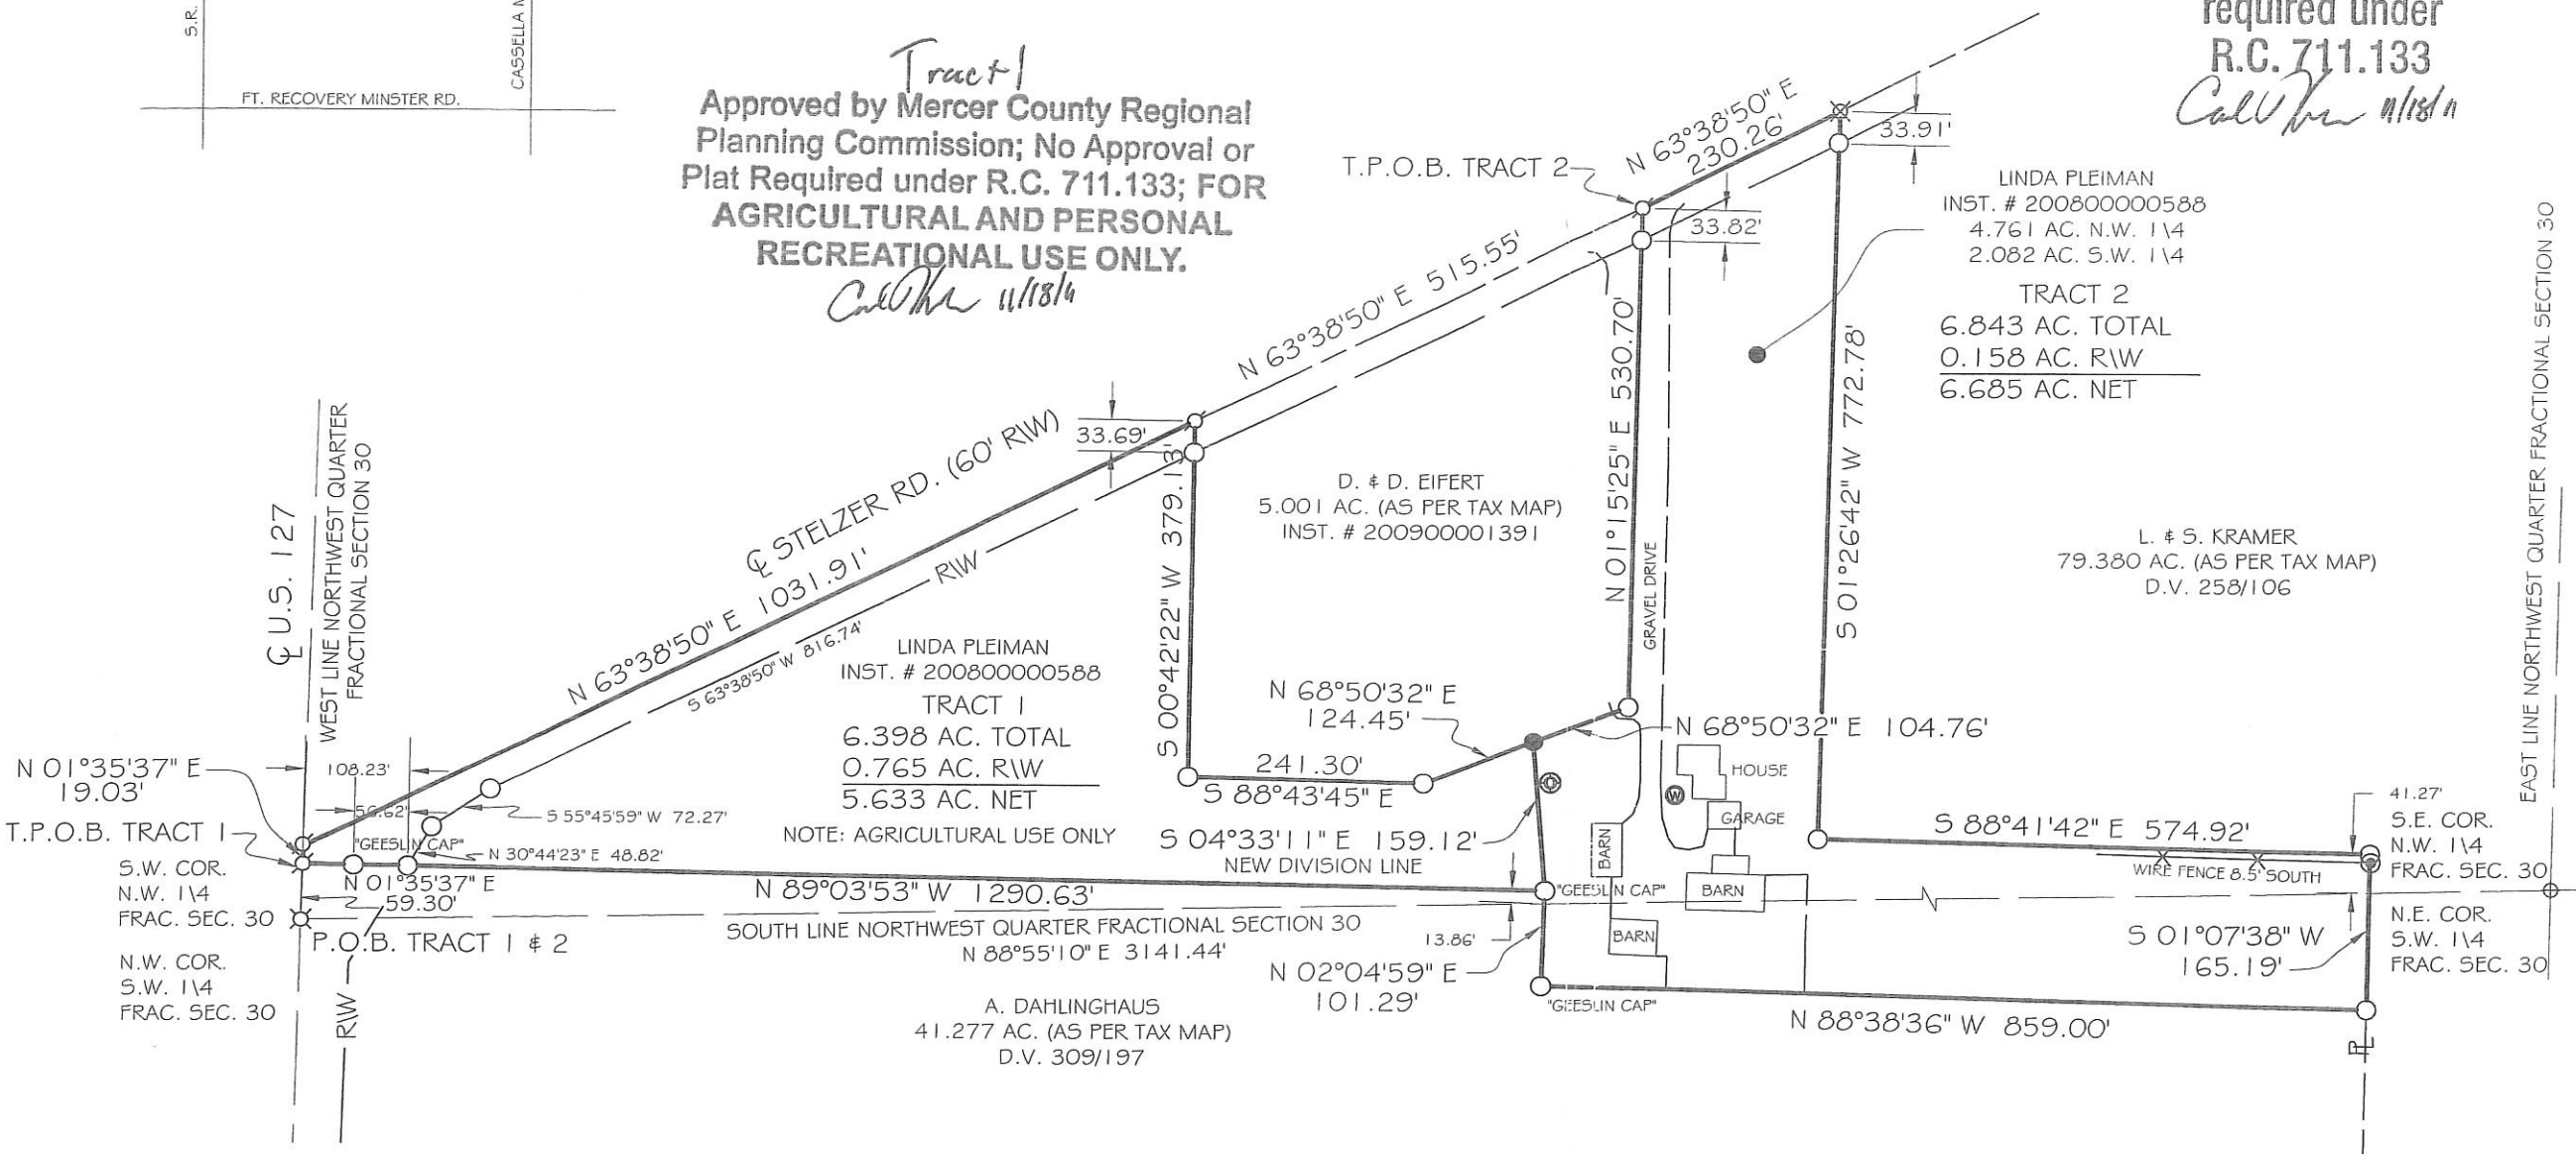 S.R.
CASSELLA
FT. RECOVERY MINSTER RD.
Tract 1
Approved by Mercer County Regional
Planning Commission; No Approval or
Plat Required under R.C. 711.133; FOR
AGRICULTURAL AND PERSONAL
RECREATIONAL USE ONLY.
11/18/11
required under
R.C. 711.133
11/18/11
T.P.O.B. TRACT 2
N 63°38'50" E
230.26'
33.91'
33.82'
LINDA PLEIMAN
INST. # 200800000588
4.761 AC. N.W. 1\4
2.082 AC. S.W. 1\4
TRACT 2
6.843 AC. TOTAL
0.158 AC. R\W
6.685 AC. NET
EAST LINE NORTHWEST QUARTER FRACTIONAL SECTION 30
N 63°38'50" E 515.55'
N 01°15'25" E 530.70'
GRAVEL DRIVE
S 01°26'42" W 772.78'
33.69'
S 00°42'22" W 379.13'
D. & D. EIFERT
5.001 AC. (AS PER TAX MAP)
INST. # 200900001391
L. & S. KRAMER
79.380 AC. (AS PER TAX MAP)
D.V. 258/106
℄ U.S. 127
WEST LINE NORTHWEST QUARTER
FRACTIONAL SECTION 30
℄ STELZER RD. (60' R\W)
N 63°38'50" E 1031.91'
S 63°38'50" W 816.74'
R\W
LINDA PLEIMAN
INST. # 200800000588
TRACT 1
6.398 AC. TOTAL
0.765 AC. R\W
5.633 AC. NET
NOTE: AGRICULTURAL USE ONLY
N 68°50'32" E
124.45'
N 68°50'32" E 104.76'
241.30'
S 88°43'45" E
HOUSE
W
GARAGE
BARN
BARN
BARN
S 04°33'11" E 159.12'
NEW DIVISION LINE
N 01°35'37" E
19.03'
108.23'
56.62'
S 55°45'59" W 72.27'
T.P.O.B. TRACT 1
"GEESLIN CAP"
N 30°44'23" E 48.82'
S.W. COR.
N.W. 1\4
FRAC. SEC. 30
N 01°35'37" E
59.30'
P.O.B. TRACT 1 & 2
N.W. COR.
S.W. 1\4
FRAC. SEC. 30
R\W
N 89°03'53" W 1290.63'
SOUTH LINE NORTHWEST QUARTER FRACTIONAL SECTION 30
N 88°55'10" E 3141.44'
"GEESLIN CAP"
13.86'
N 02°04'59" E
101.29'
"GEESLIN CAP"
A. DAHLINGHAUS
41.277 AC. (AS PER TAX MAP)
D.V. 309/197
S 88°41'42" E 574.92'
WIRE FENCE 8.5' SOUTH
41.27'
S.E. COR.
N.W. 1\4
FRAC. SEC. 30
N.E. COR.
S.W. 1\4
FRAC. SEC. 30
S 01°07'38" W
165.19'
N 88°38'36" W 859.00'